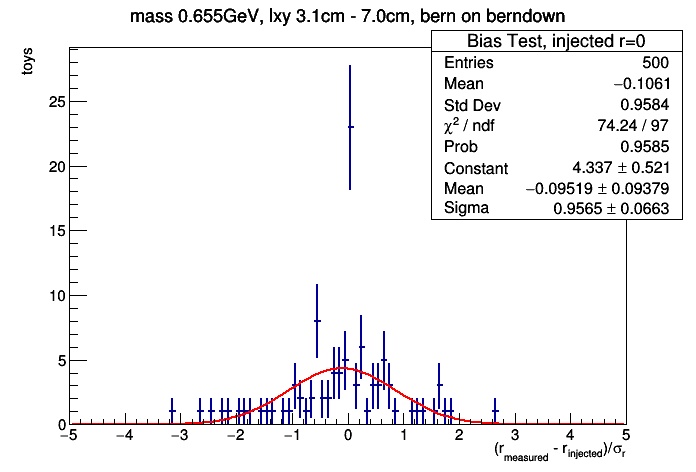 mass 0.655GeV, lxy 3.1cm - 7.0cm, bern on berndown
Bias Test, injected r=0
Entries 500
Mean −0.1061
Std Dev 0.9584
χ² / ndf 74.24 / 97
Prob 0.9585
Constant 4.337 ± 0.521
Mean −0.09519 ± 0.09379
Sigma 0.9565 ± 0.0663
toys
25
20
15
10
5
0
−5 −4 −3 −2 −1 0 1 2 3 4 5
(r_measured - r_injected)/σ_r